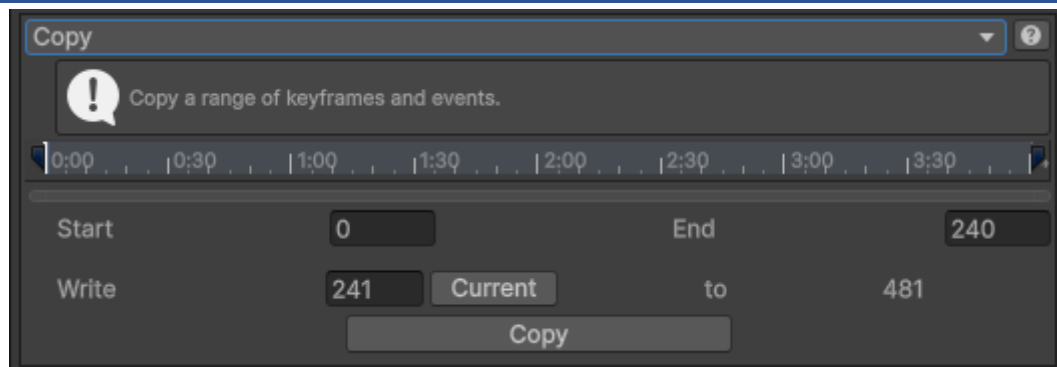 Copy
Copy a range of keyframes and events.
0:00 0:30 1:00 1:30 2:00 2:30 3:00 3:30
Start 0 End 240
Write 241 Current to 481
Copy